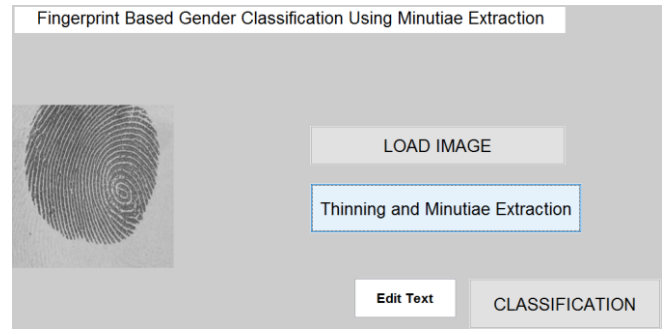 Fingerprint Based Gender Classification Using Minutiae Extraction
LOAD IMAGE
Thinning and Minutiae Extraction
Edit Text
CLASSIFICATION